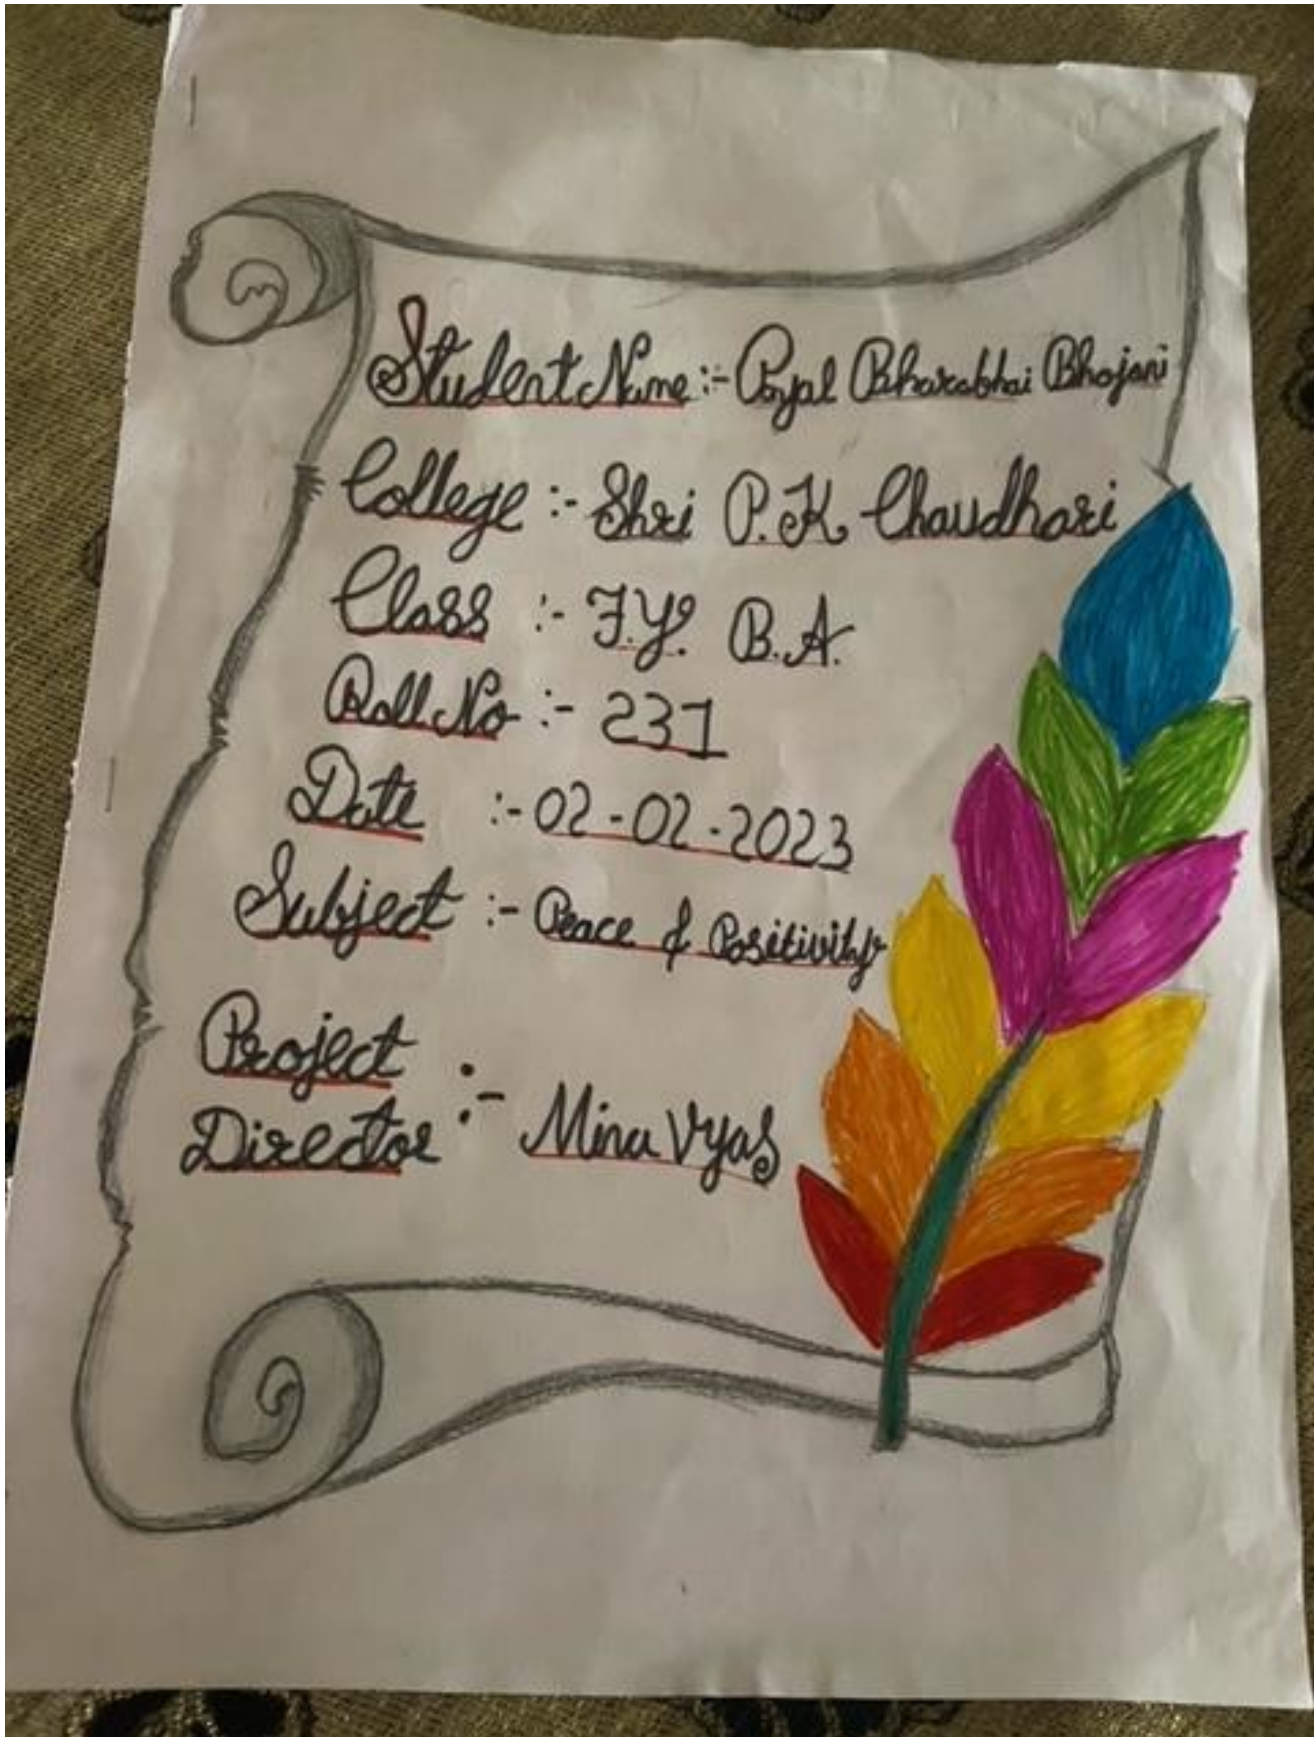 Student Name :- Payal Bharabhai Bhojani
College :- Shri P.K. Chaudhari
Class :- F.Y. B.A.
Roll No :- 231
Date :- 02-02-2023
Subject :- Peace & Positivity
Project
Director :- Mina Vyas